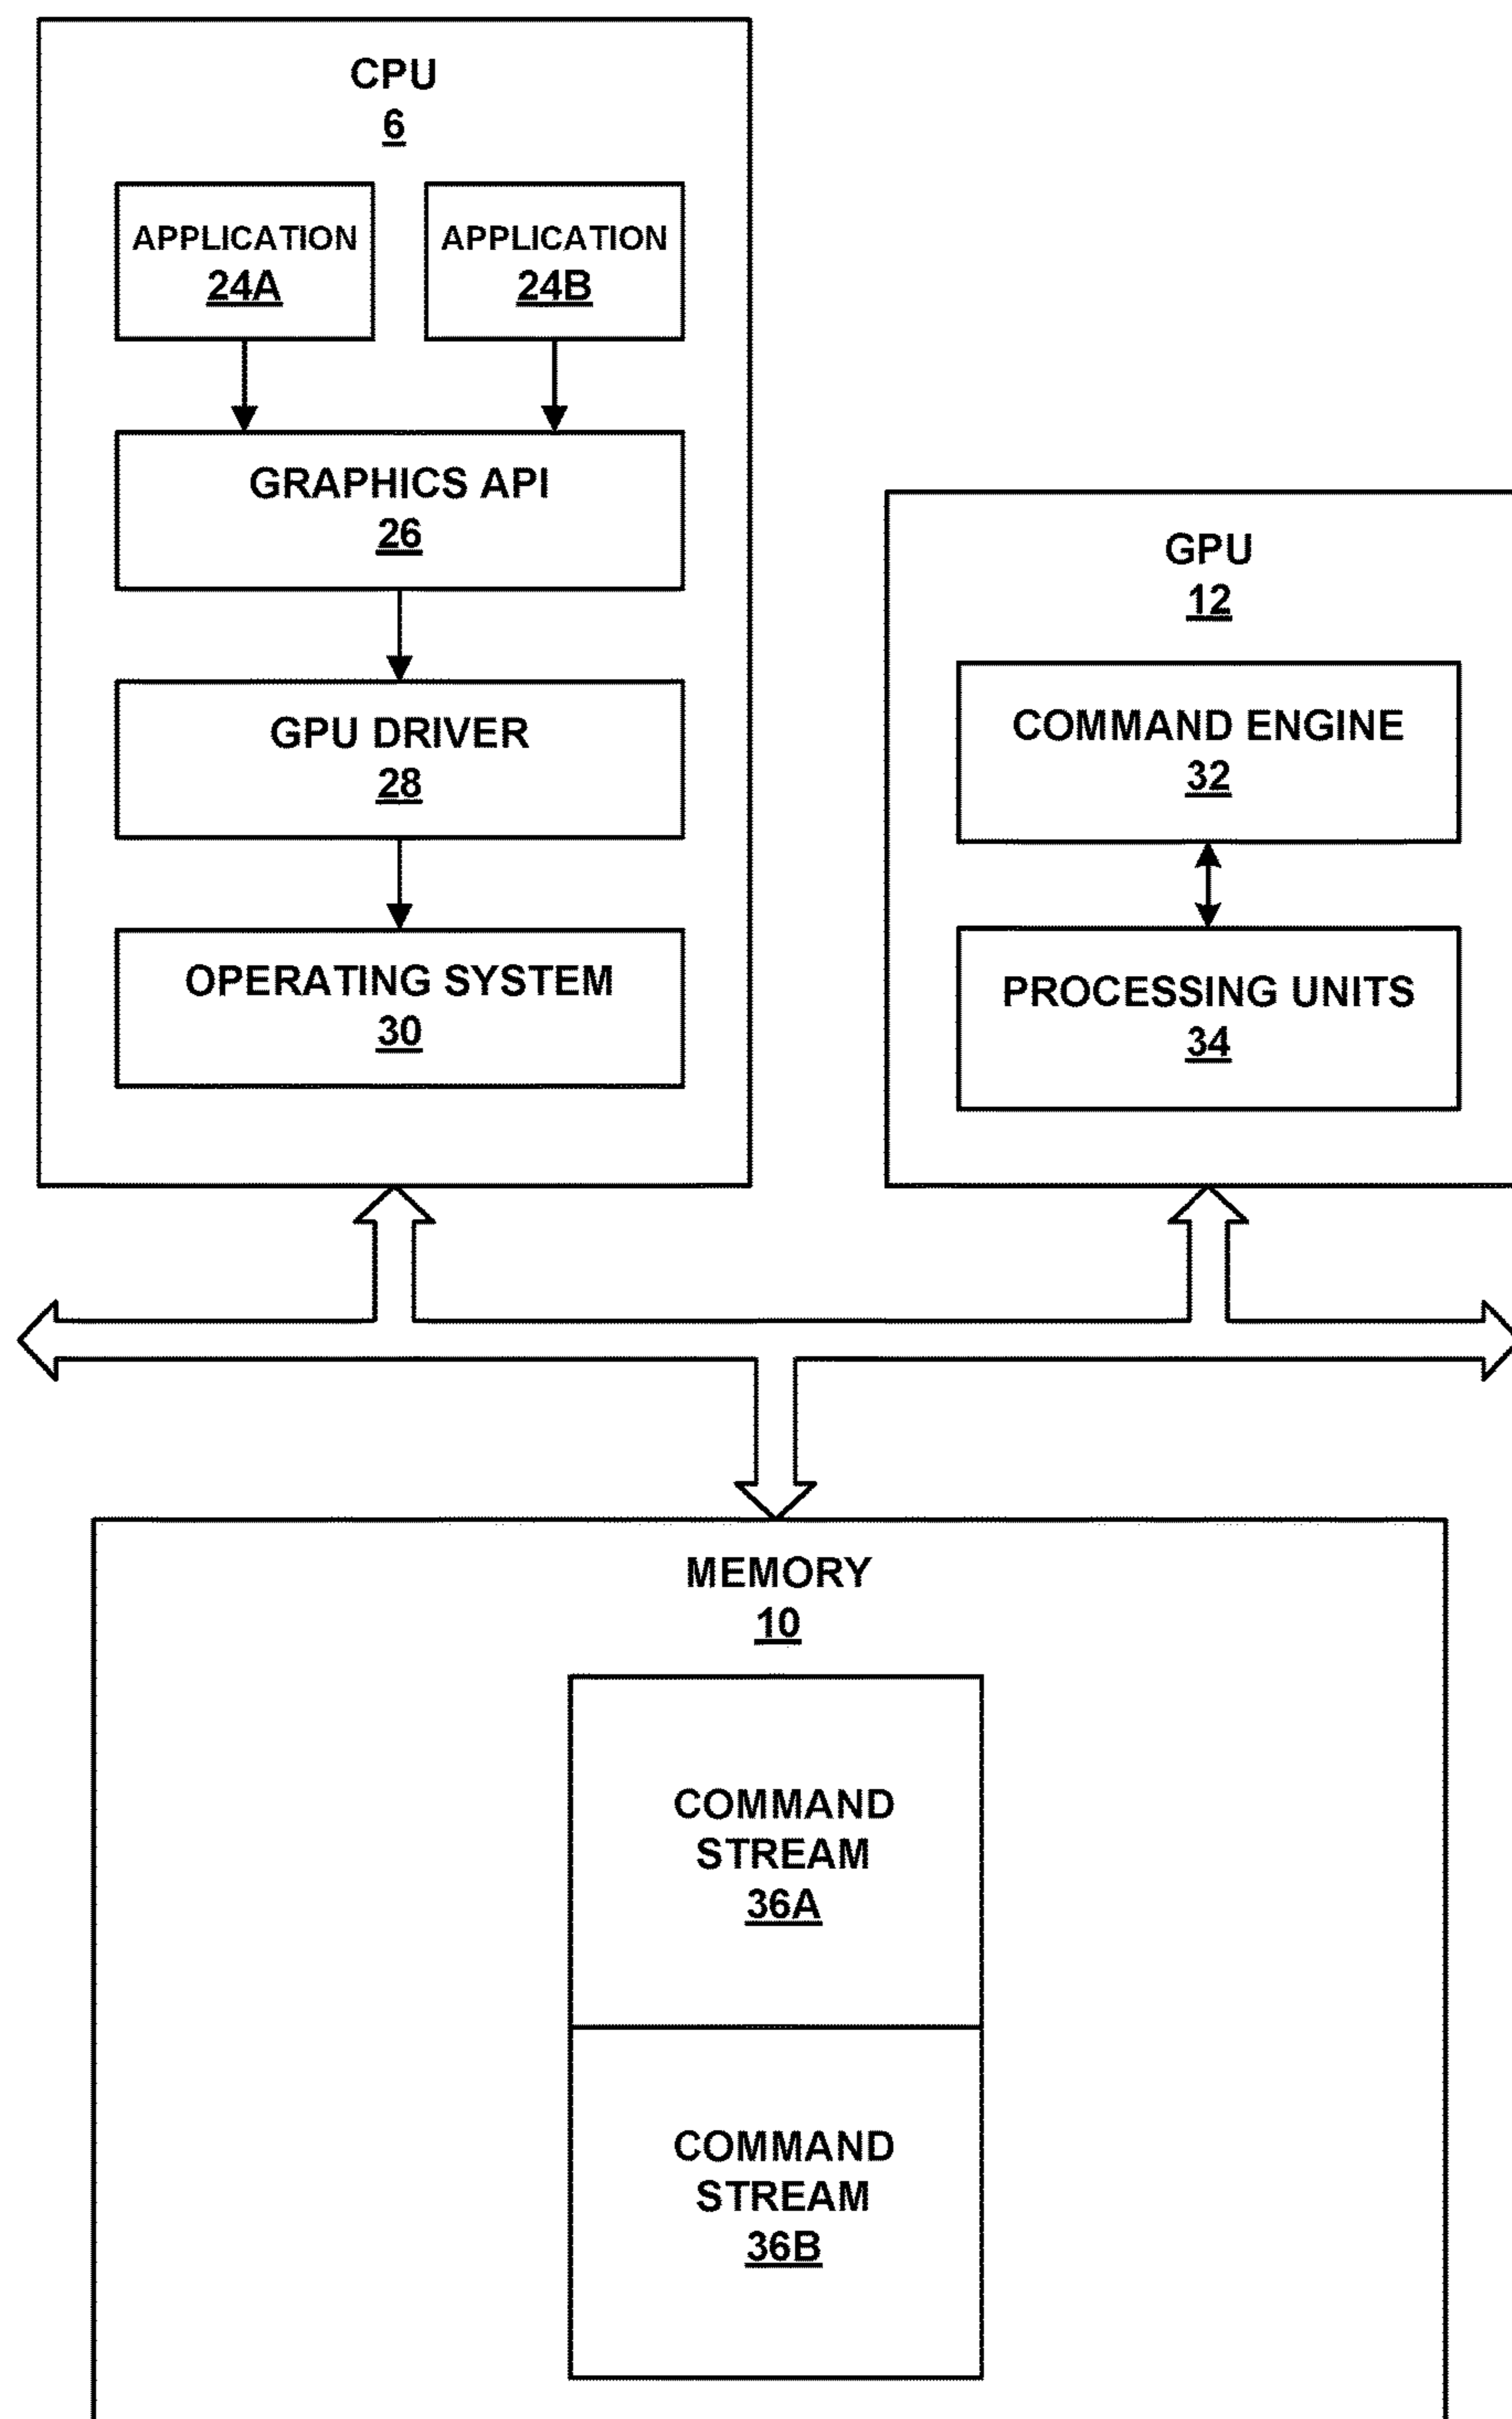 CPU
6
APPLICATION
24A
APPLICATION
24B
GRAPHICS API
26
GPU DRIVER
28
OPERATING SYSTEM
30
GPU
12
COMMAND ENGINE
32
PROCESSING UNITS
34
MEMORY
10
COMMAND
STREAM
36A
COMMAND
STREAM
36B